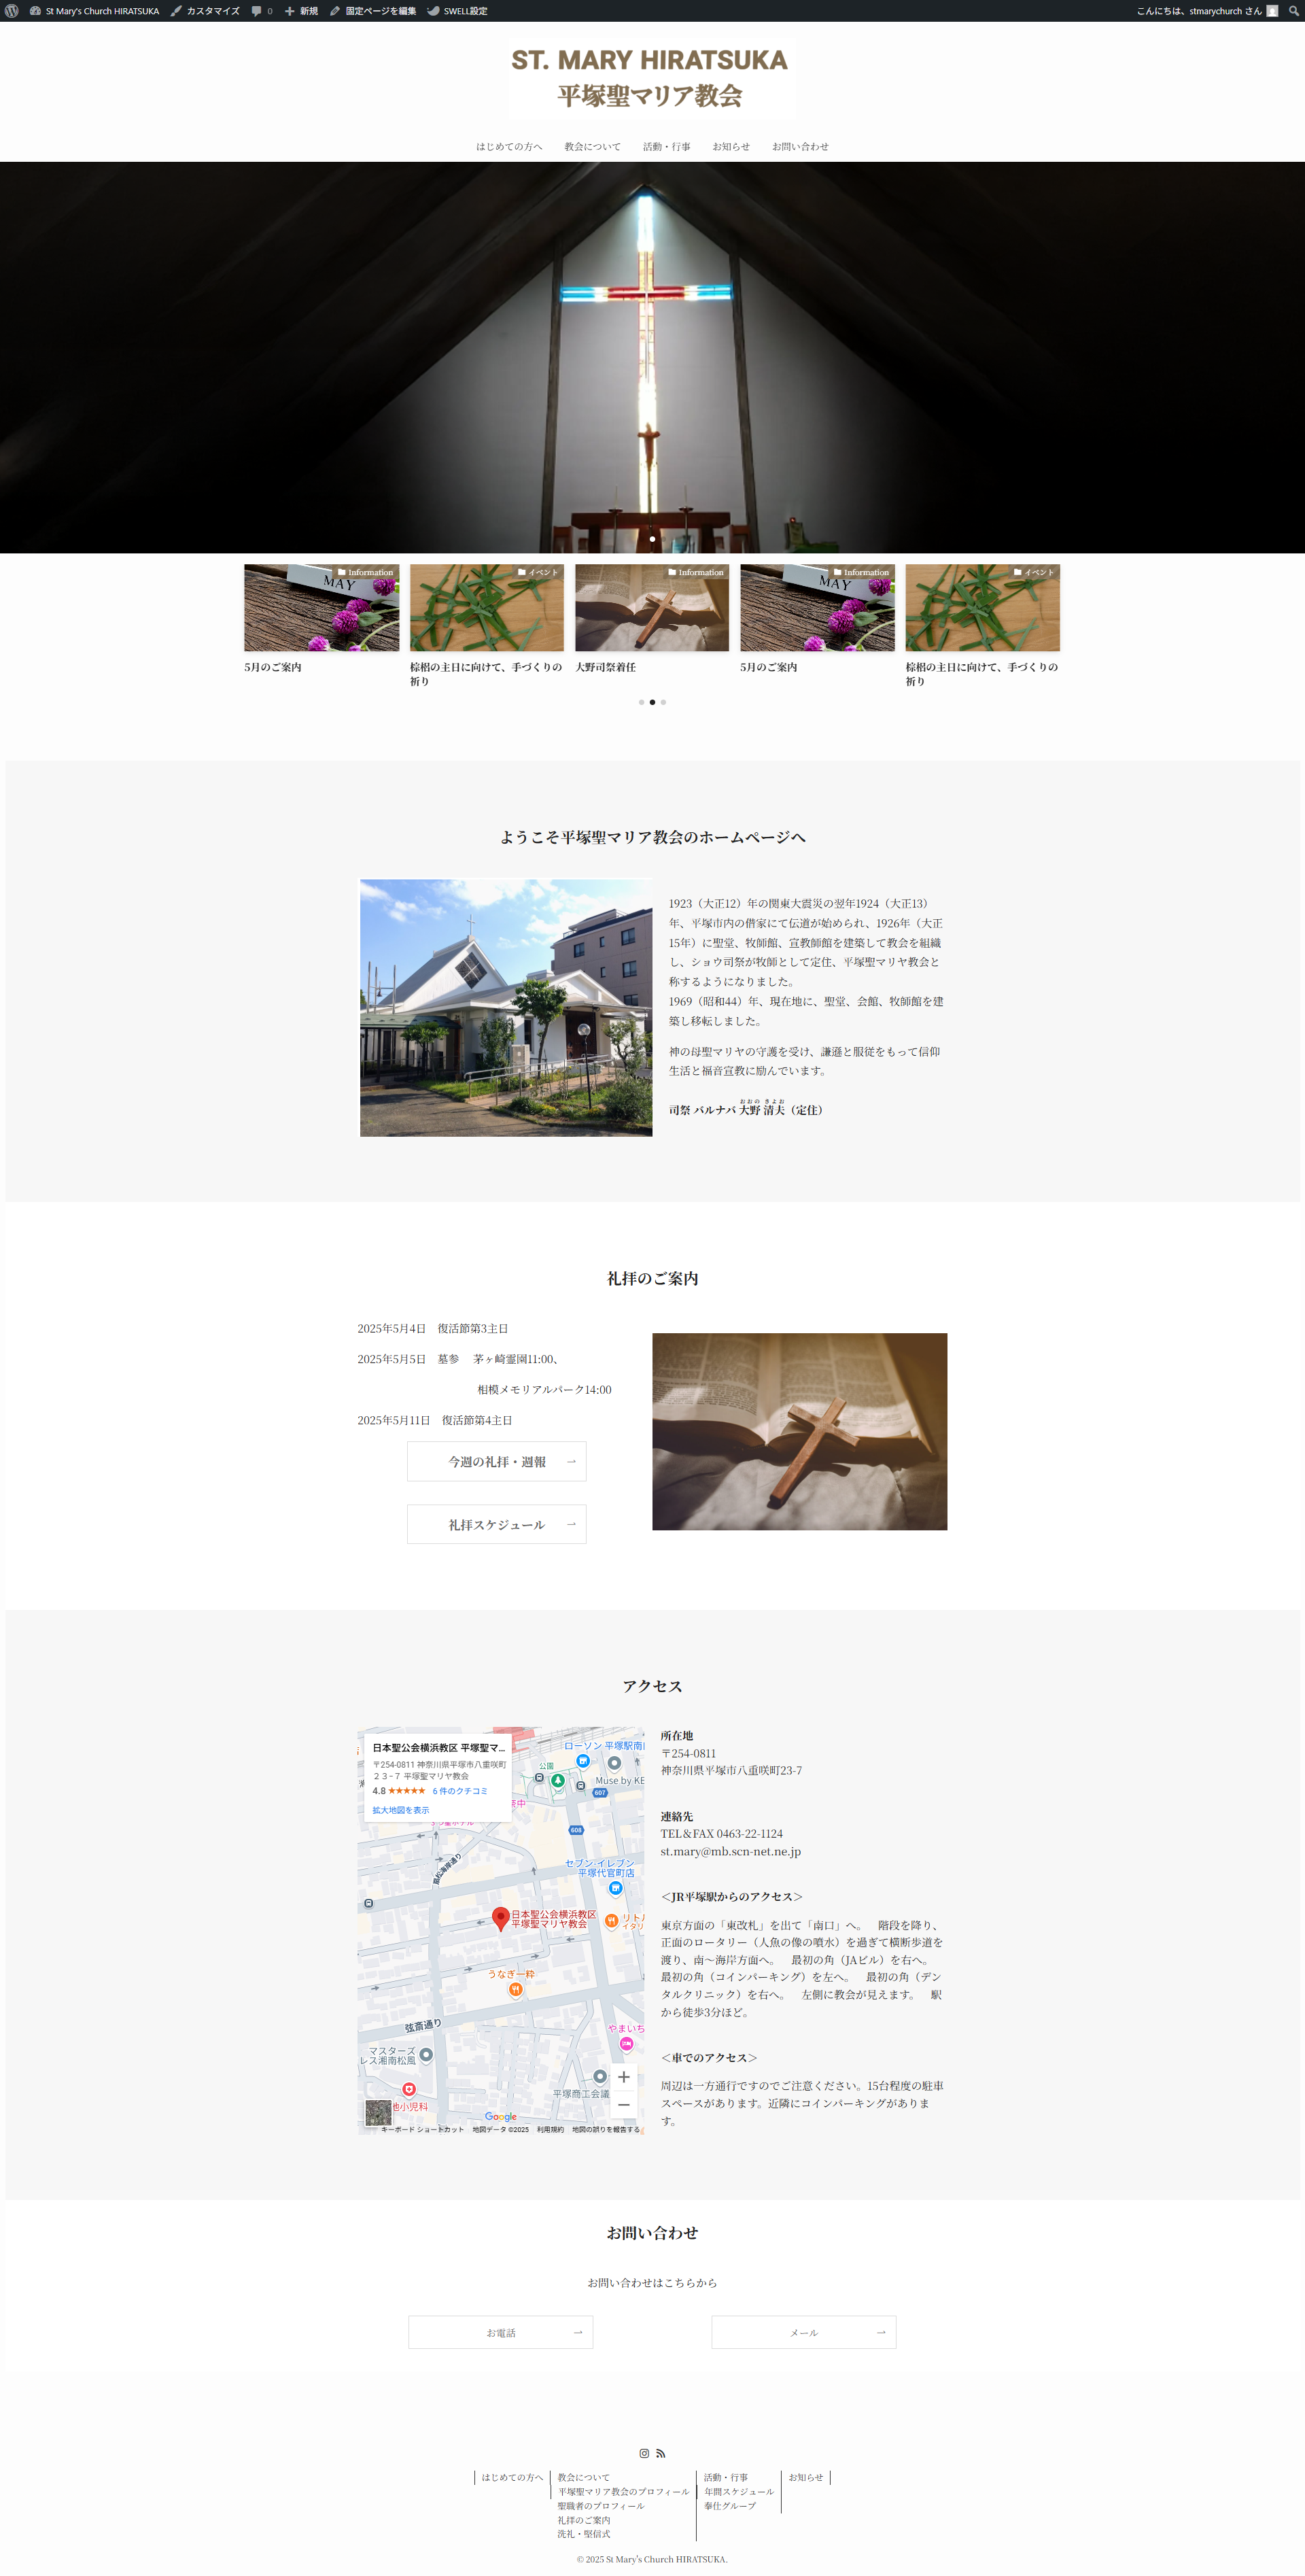 St Mary's Church HIRATSUKA カスタマイズ 0 新規 固定ページを編集 SWELL設定 こんにちは、stmarychurch さん
ST. MARY HIRATSUKA
平塚聖マリア教会
はじめての方へ 教会について 活動・行事 お知らせ お問い合わせ
Information イベント Information Information イベント
MAY MAY
5月のご案内 棕梠の主日に向けて、手づくりの祈り 大野司祭着任 5月のご案内 棕梠の主日に向けて、手づくりの祈り
ようこそ平塚聖マリア教会のホームページへ
1923（大正12）年の関東大震災の翌年1924（大正13）
年、平塚市内の借家にて伝道が始められ、1926年（大正
15年）に聖堂、牧師館、宣教師館を建築して教会を組織
し、ショウ司祭が牧師として定住、平塚聖マリヤ教会と
称するようになりました。
1969（昭和44）年、現在地に、聖堂、会館、牧師館を建
築し移転しました。
神の母聖マリヤの守護を受け、謙遜と服従をもって信仰
生活と福音宣教に励んでいます。
おおの きよお
司祭 バルナバ 大野 清夫（定住）
礼拝のご案内
2025年5月4日　復活節第3主日
2025年5月5日　墓参　茅ヶ崎霊園11:00、
相模メモリアルパーク14:00
2025年5月11日　復活節第4主日
今週の礼拝・週報
礼拝スケジュール
アクセス
日本聖公会横浜教区 平塚聖マ...
〒254-0811 神奈川県平塚市八重咲町
２３−７ 平塚聖マリヤ教会
4.8 ★★★★★ 6 件のクチコミ
拡大地図を表示
ローソン 平塚駅南
公園
Muse by KE
607
608
セブン-イレブン
平塚代官町店
日本聖公会横浜教区
平塚聖マリヤ教会
リトル
イタリ
うなぎ一粋
弦斎通り
やまいち
マスターズ
レス湘南松風
平塚商工会議
池小児科
Google
キーボード ショートカット 地図データ ©2025 利用規約 地図の誤りを報告する
所在地
〒254-0811
神奈川県平塚市八重咲町23-7
連絡先
TEL＆FAX 0463-22-1124
st.mary@mb.scn-net.ne.jp
＜JR平塚駅からのアクセス＞
東京方面の「東改札」を出て「南口」へ。　階段を降り、
正面のロータリー（人魚の像の噴水）を過ぎて横断歩道を
渡り、南〜海岸方面へ。　最初の角（JAビル）を右へ。
最初の角（コインパーキング）を左へ。　最初の角（デン
タルクリニック）を右へ。　左側に教会が見えます。　駅
から徒歩3分ほど。
＜車でのアクセス＞
周辺は一方通行ですのでご注意ください。15台程度の駐車
スペースがあります。近隣にコインパーキングがありま
す。
お問い合わせ
お問い合わせはこちらから
お電話 メール
はじめての方へ 教会について 活動・行事 お知らせ
平塚聖マリア教会のプロフィール 年間スケジュール
聖職者のプロフィール 奉仕グループ
礼拝のご案内
洗礼・堅信式
© 2025 St Mary's Church HIRATSUKA.